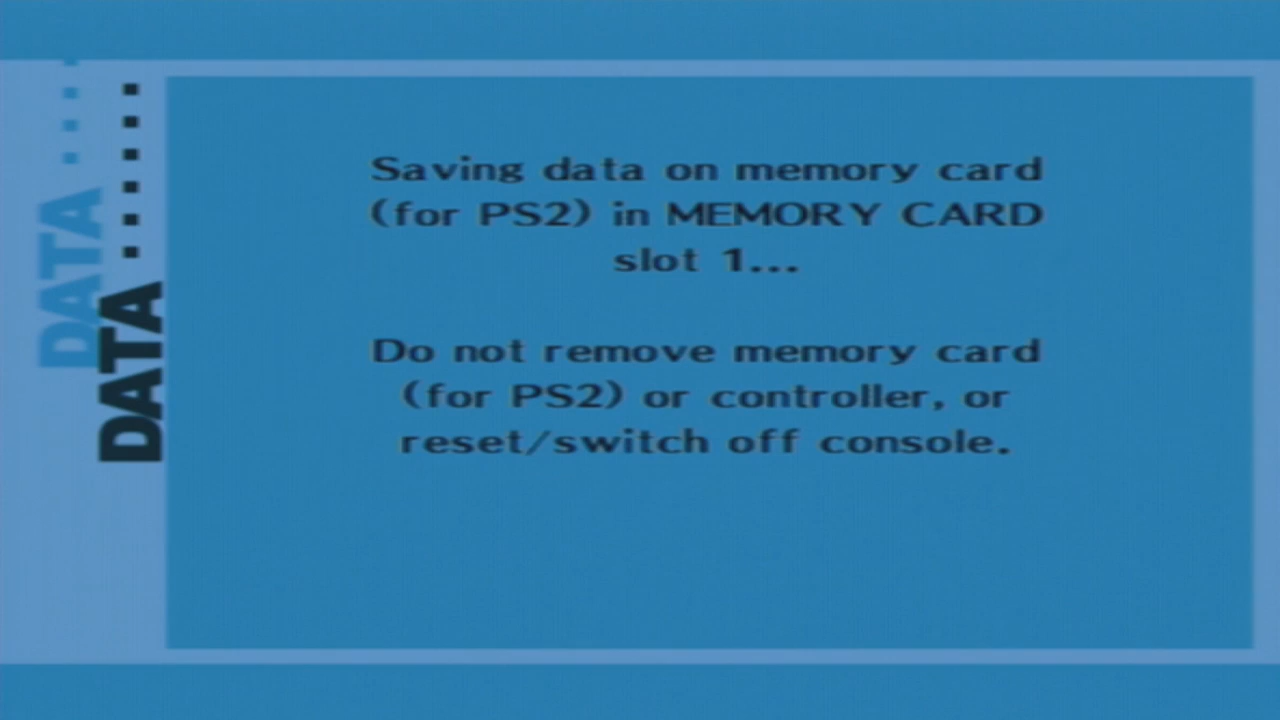 DATA
DATA
Saving data on memory card
(for PS2) in MEMORY CARD
slot 1...
Do not remove memory card
(for PS2) or controller, or
reset/switch off console.